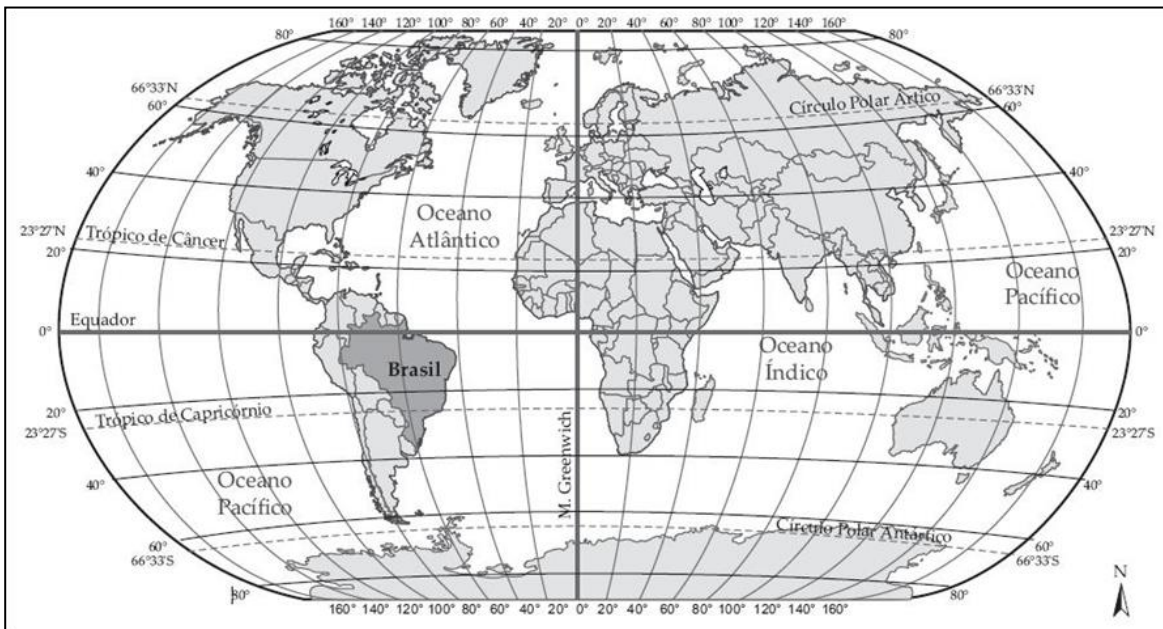 160° 140° 120° 100° 80° 60° 40° 20° 0° 20° 40° 60° 80° 100° 120° 140° 160°
80° 80°
66°33'N 66°33'N
Círculo Polar Ártico
60° 60°
40° 40°
Oceano
Atlântico
23°27'N 23°27'N
Trópico de Câncer
20° 20°
Oceano
Pacífico
Equador
0° 0°
Oceano
Índico
Brasil
20° 20°
Trópico de Capricórnio
23°27'S 23°27'S
M. Greenwich
40° 40°
Oceano
Pacífico
Círculo Polar Antártico
60° 60°
66°33'S 66°33'S
N
80° 80°
160° 140° 120° 100° 80° 60° 40° 20° 0° 20° 40° 60° 80° 100° 120° 140° 160°